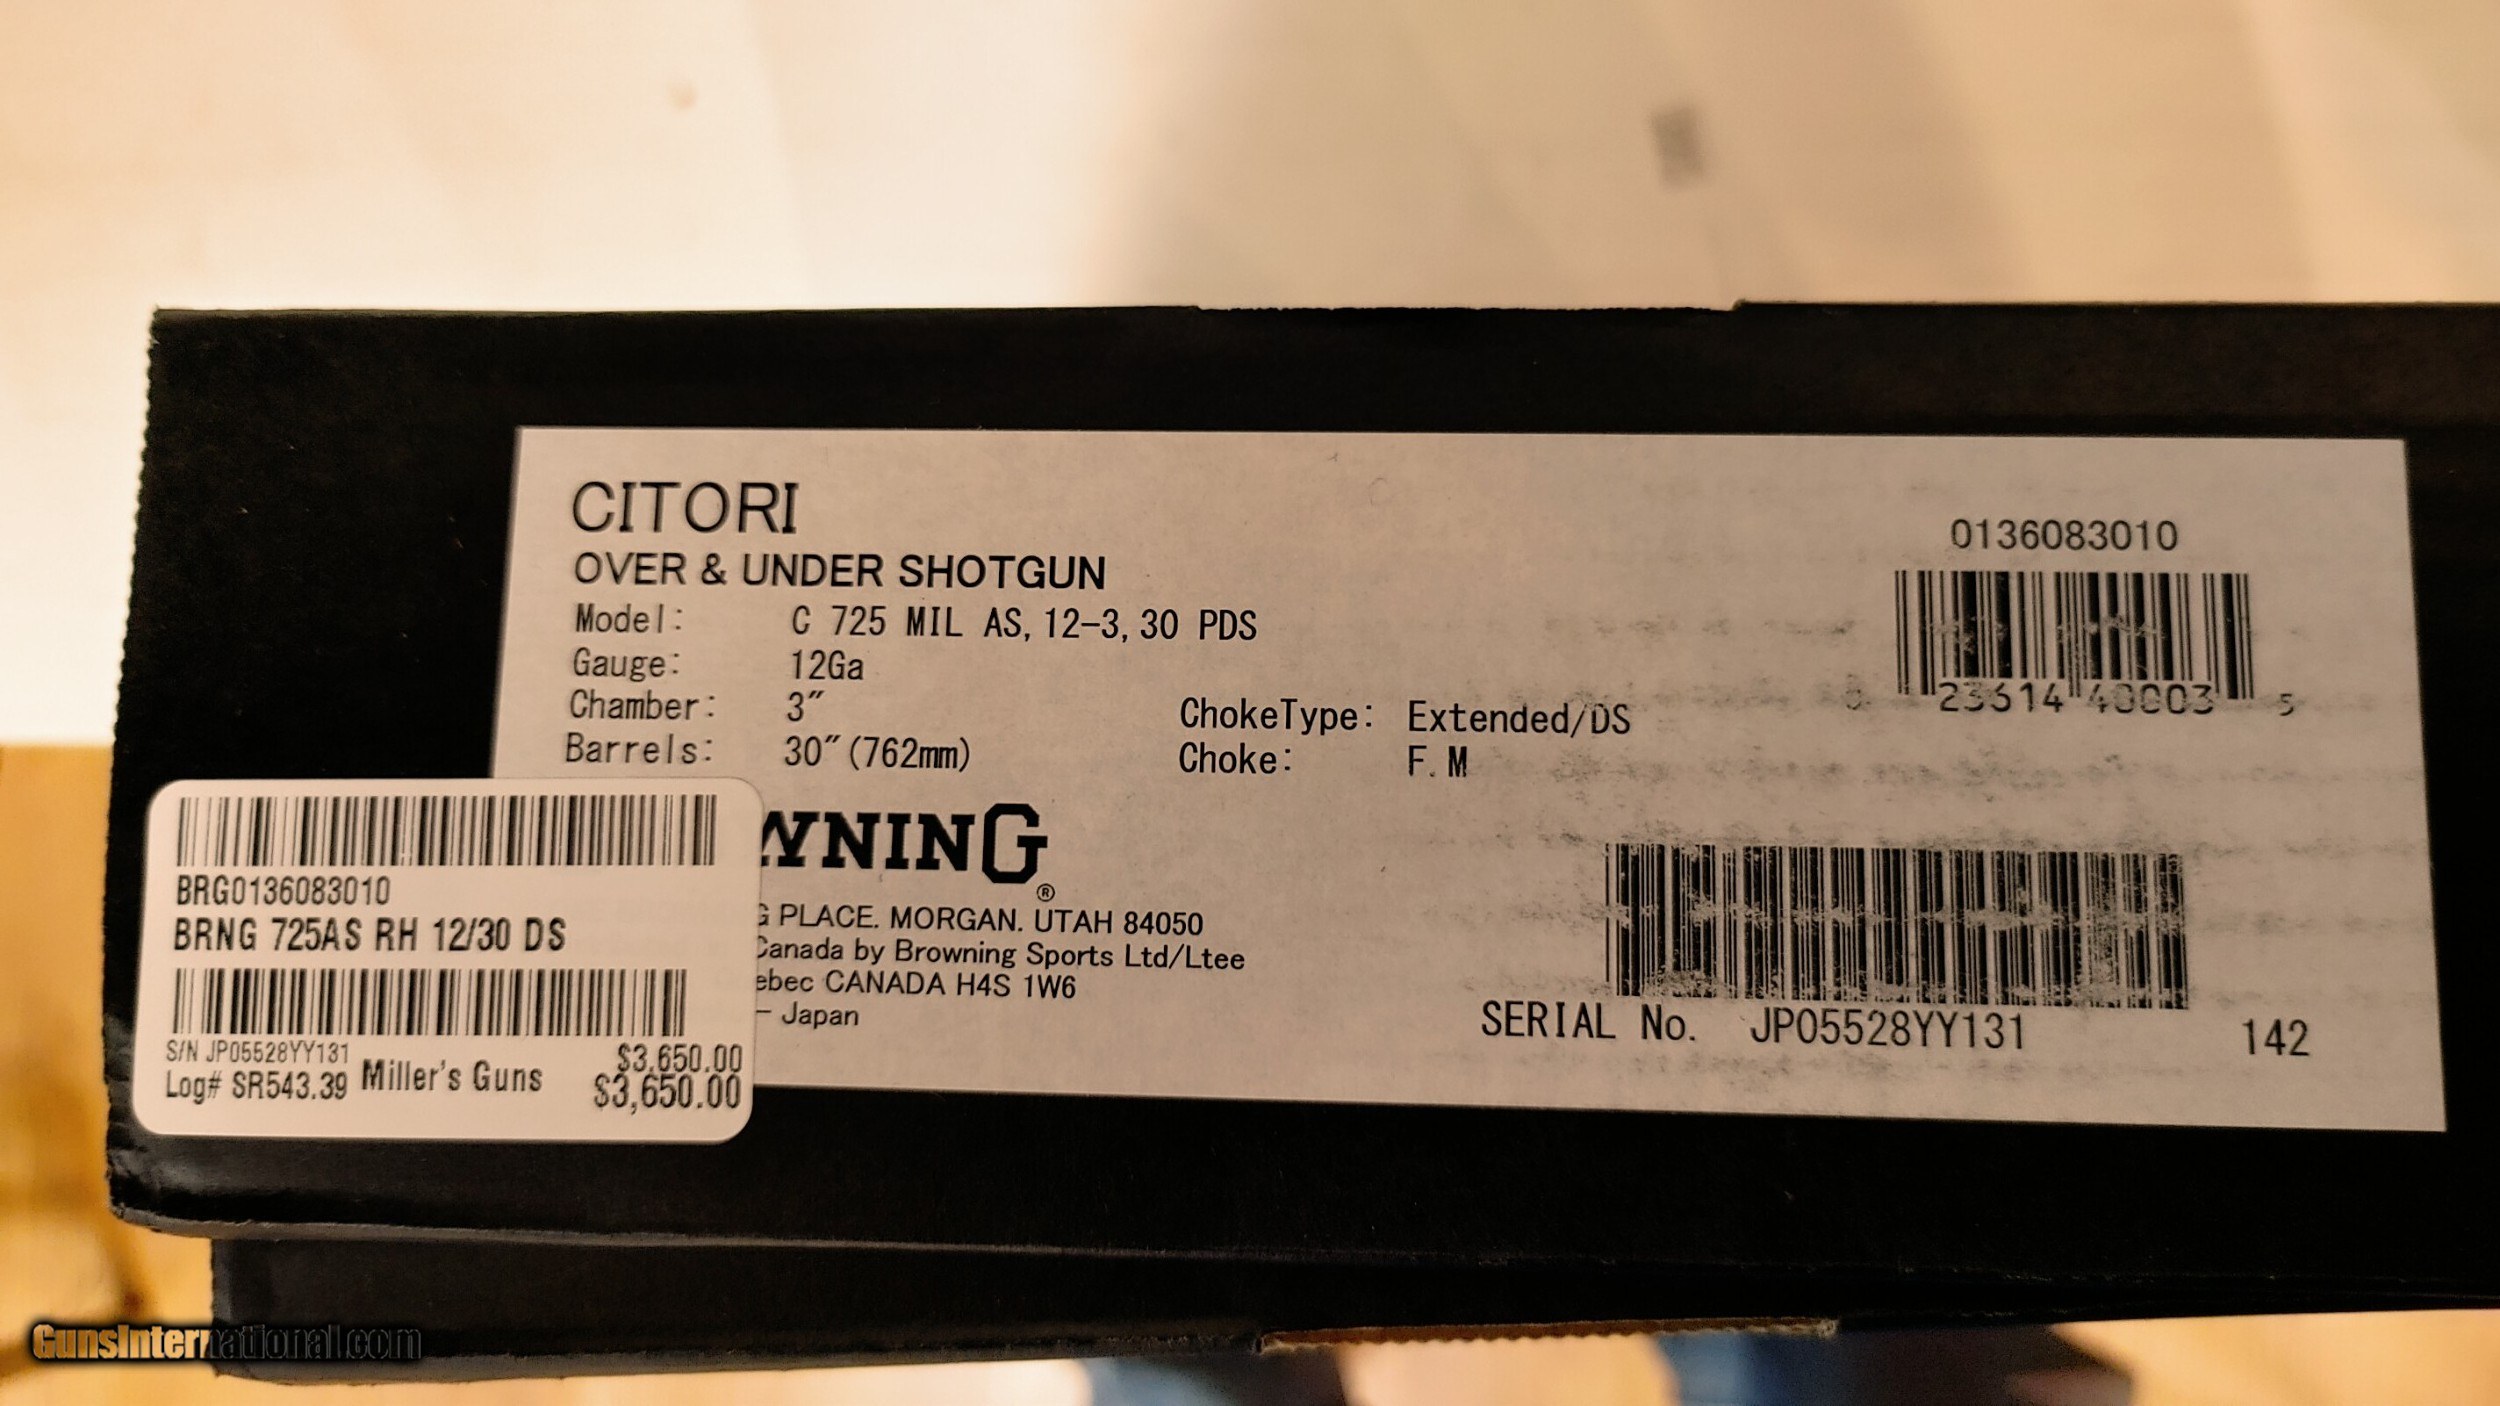 CITORI
OVER & UNDER SHOTGUN
Model: C 725 MIL AS, 12-3, 30 PDS
Gauge: 12Ga
Chamber: 3"
Barrels: 30"(762mm)
ChokeType: Extended/DS
Choke: F. M
0136083010
23614 40003 5
WNING®
G PLACE. MORGAN. UTAH 84050
Canada by Browning Sports Ltd/Ltee
ebec CANADA H4S 1W6
- Japan
SERIAL No. JP05528YY131 142
BRG0136083010
BRNG 725AS RH 12/30 DS
S/N JP05528YY131 $3,650.00
Log# SR543.39 Miller's Guns $3,650.00
GunsInternational.com